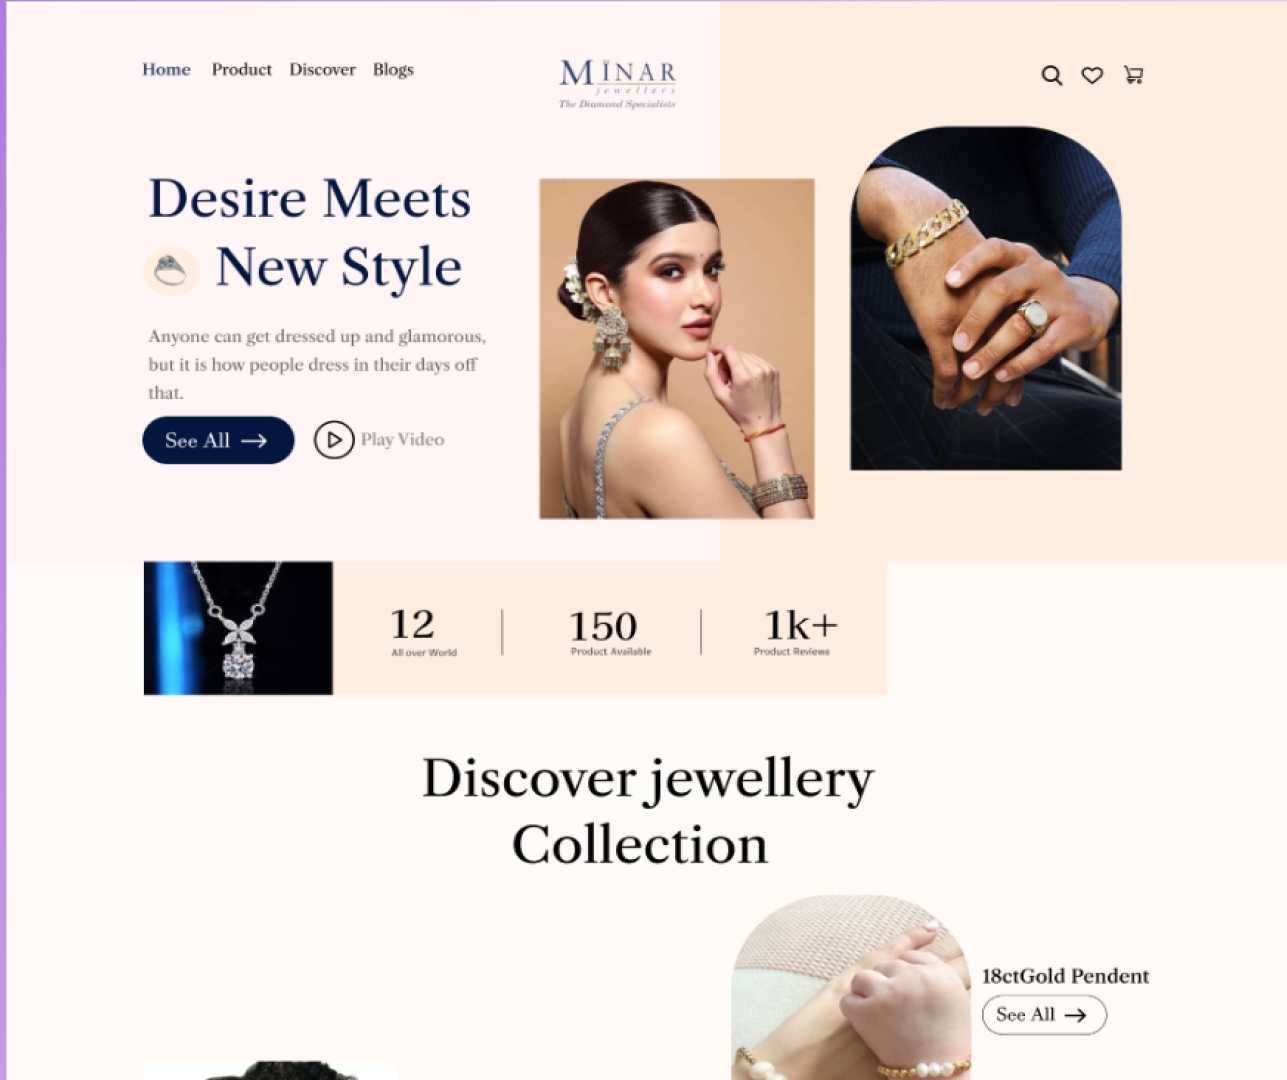 Home Product Discover Blogs
MINAR
jewellers
The Diamond Specialists
Desire Meets
New Style
Anyone can get dressed up and glamorous,
but it is how people dress in their days off
that.
See All
Play Video
12
All over World
150
Product Available
1k+
Product Reviews
Discover jewellery
Collection
18ctGold Pendent
See All